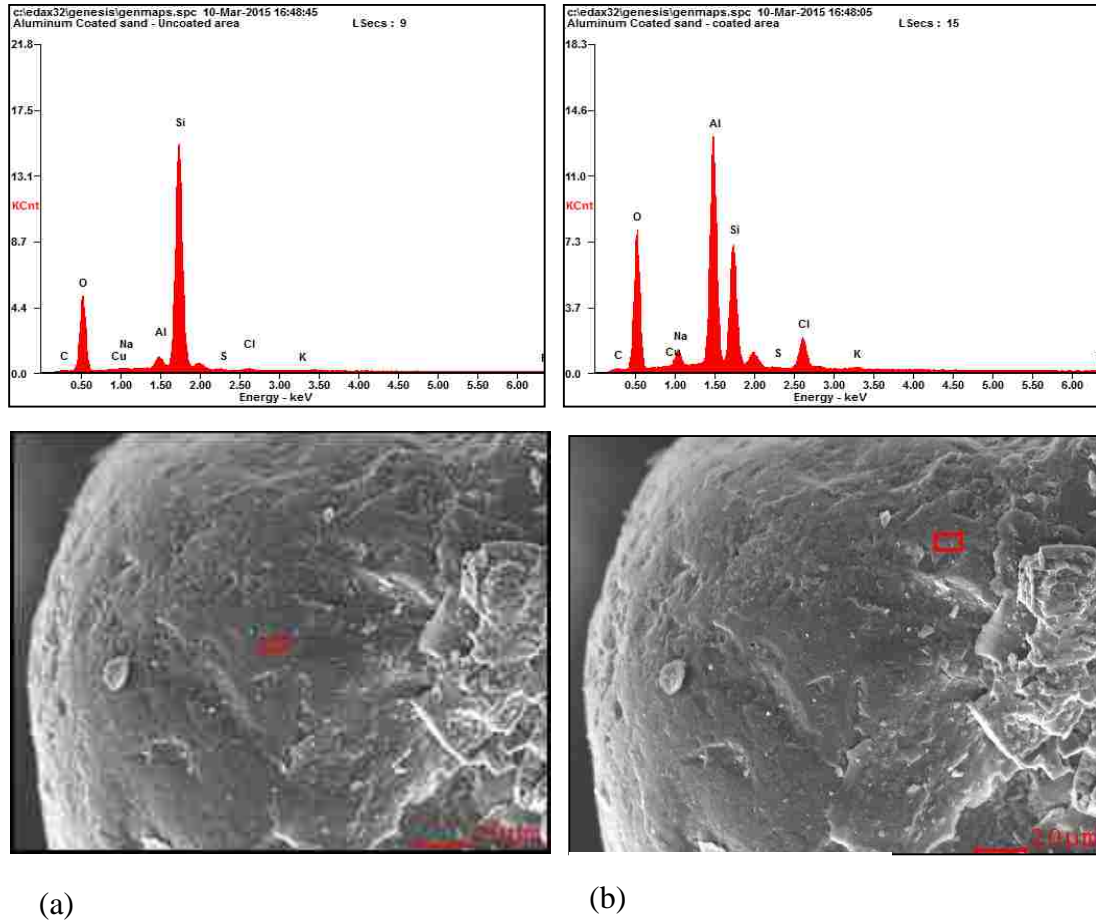 c:\edax32\genesis\genmaps.spc 10-Mar-2015 16:48:45
Aluminum Coated sand - Uncoated area LSecs : 9
21.8
17.5
13.1
KCnt
8.7
4.4
0.0
C
O
Na
Cu
Al
Si
S
Cl
K
0.50 1.00 1.50 2.00 2.50 3.00 3.50 4.00 4.50 5.00 5.50 6.00
Energy - keV
c:\edax32\genesis\genmaps.spc 10-Mar-2015 16:48:05
Aluminum Coated sand - coated area LSecs : 15
18.3
14.6
11.0
KCnt
7.3
3.7
0.0
C
O
Na
Cu
Al
Si
S
Cl
K
0.50 1.00 1.50 2.00 2.50 3.00 3.50 4.00 4.50 5.00 5.50 6.00
Energy - keV
20µm
20µm
(a)
(b)